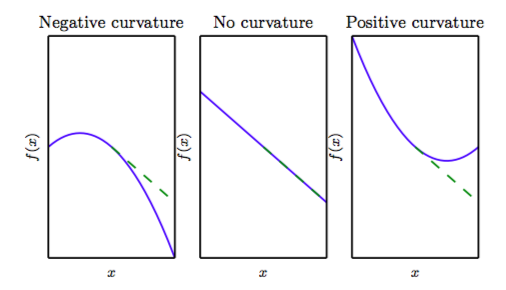 Negative curvature
No curvature
Positive curvature
f(x)
f(x)
f(x)
x
x
x